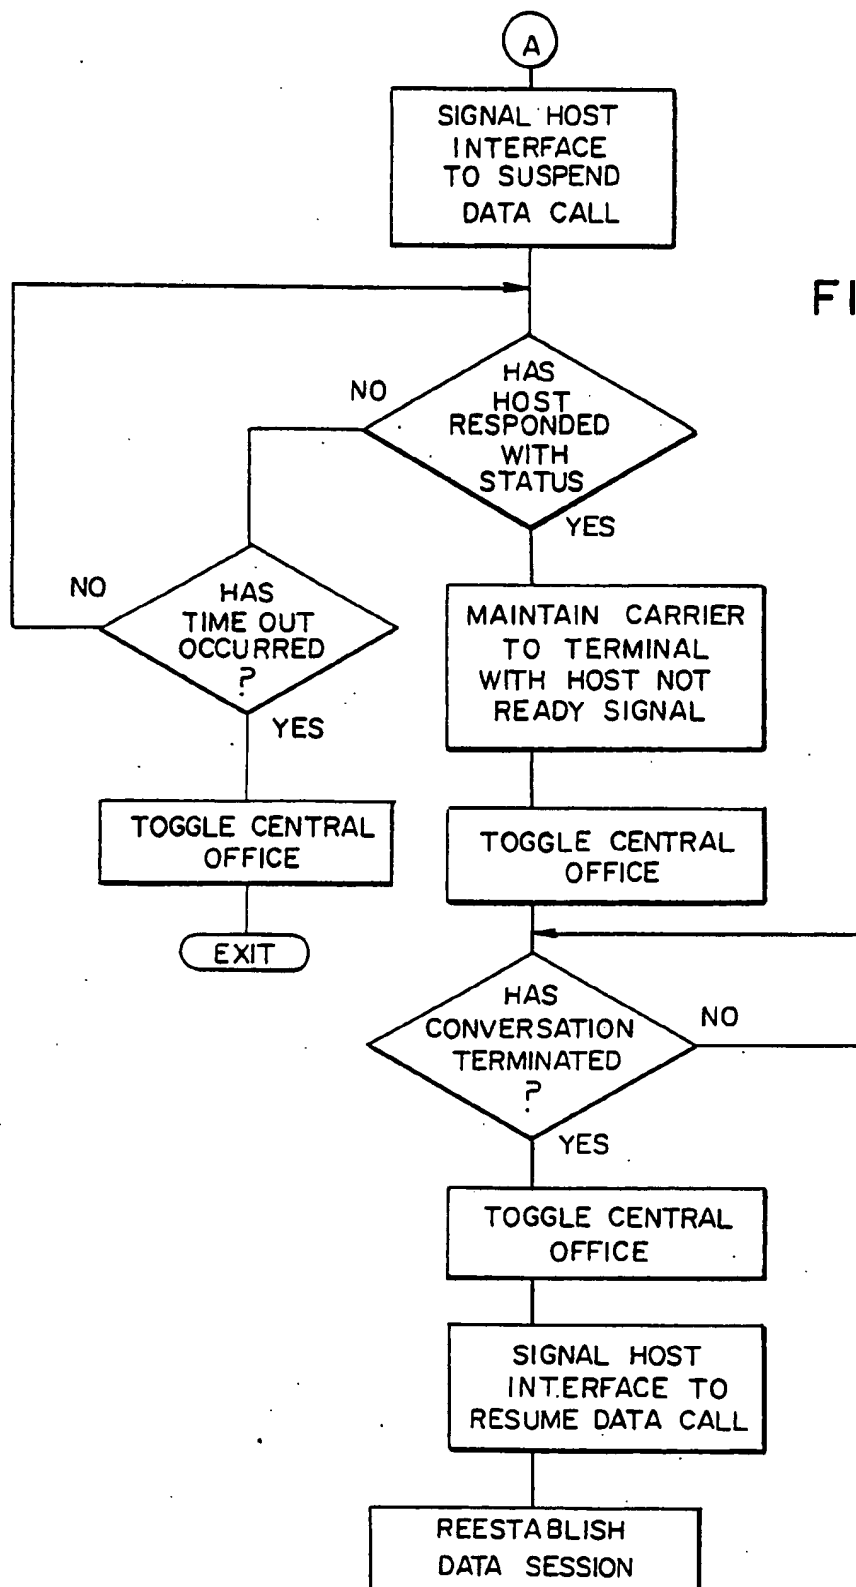 A
SIGNAL HOST
INTERFACE
TO SUSPEND
DATA CALL
FI
HAS
HOST
RESPONDED
WITH
STATUS
NO
YES
HAS
TIME OUT
OCCURRED
?
NO
YES
MAINTAIN CARRIER
TO TERMINAL
WITH HOST NOT
READY SIGNAL
TOGGLE CENTRAL
OFFICE
EXIT
TOGGLE CENTRAL
OFFICE
HAS
CONVERSATION
TERMINATED
?
NO
YES
TOGGLE CENTRAL
OFFICE
SIGNAL HOST
INTERFACE TO
RESUME DATA CALL
REESTABLISH
DATA SESSION